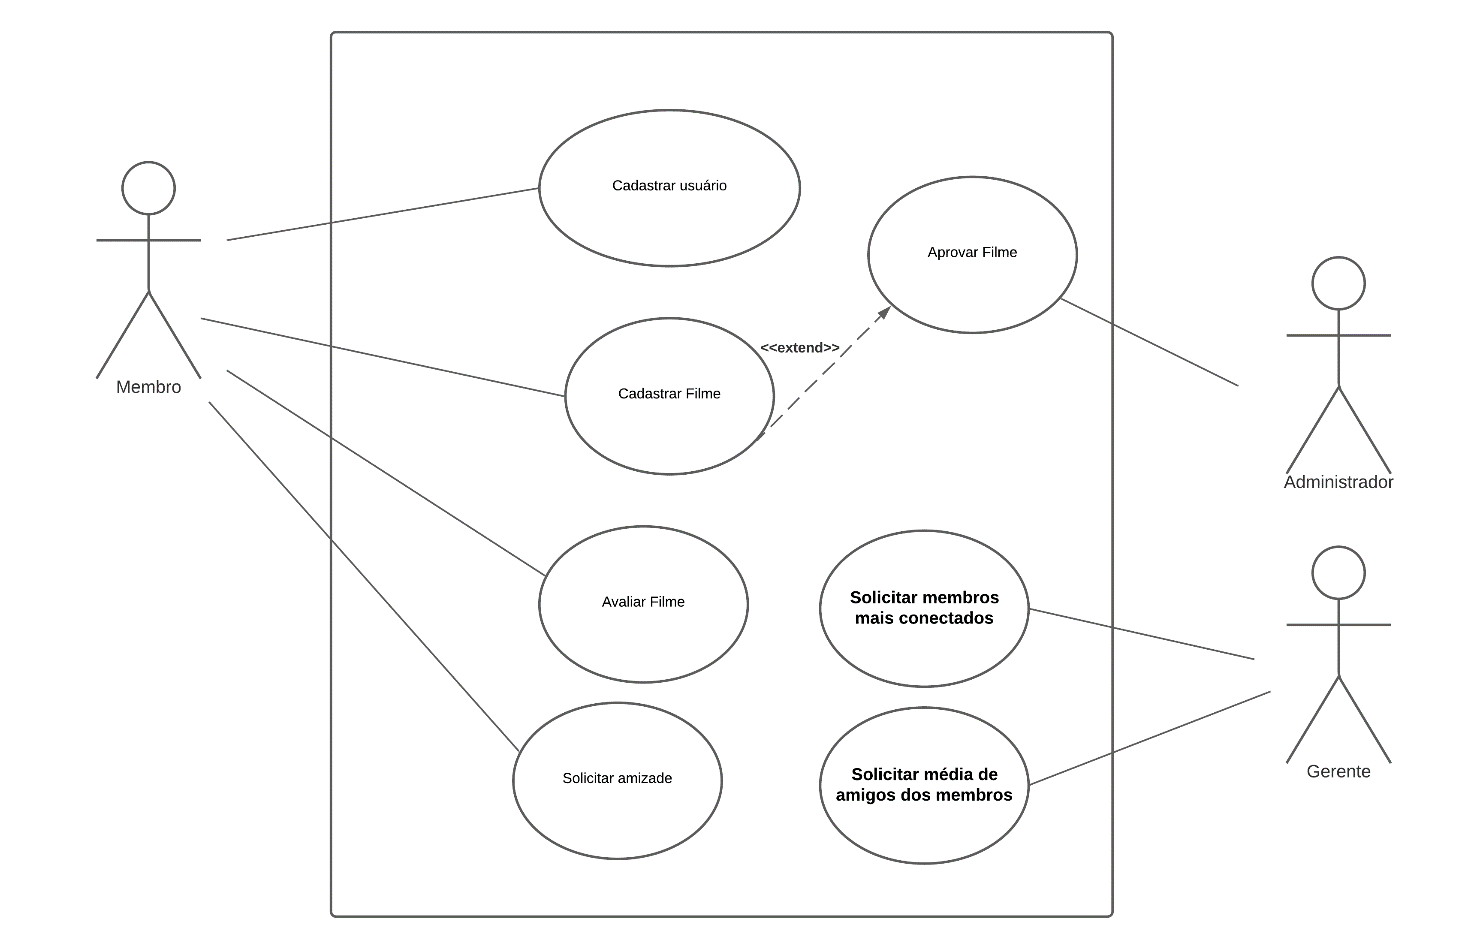 Cadastrar usuário
Aprovar Filme
<<extend>>
Membro
Cadastrar Filme
Administrador
Avaliar Filme
Solicitar membros
mais conectados
Solicitar amizade
Solicitar média de
amigos dos membros
Gerente